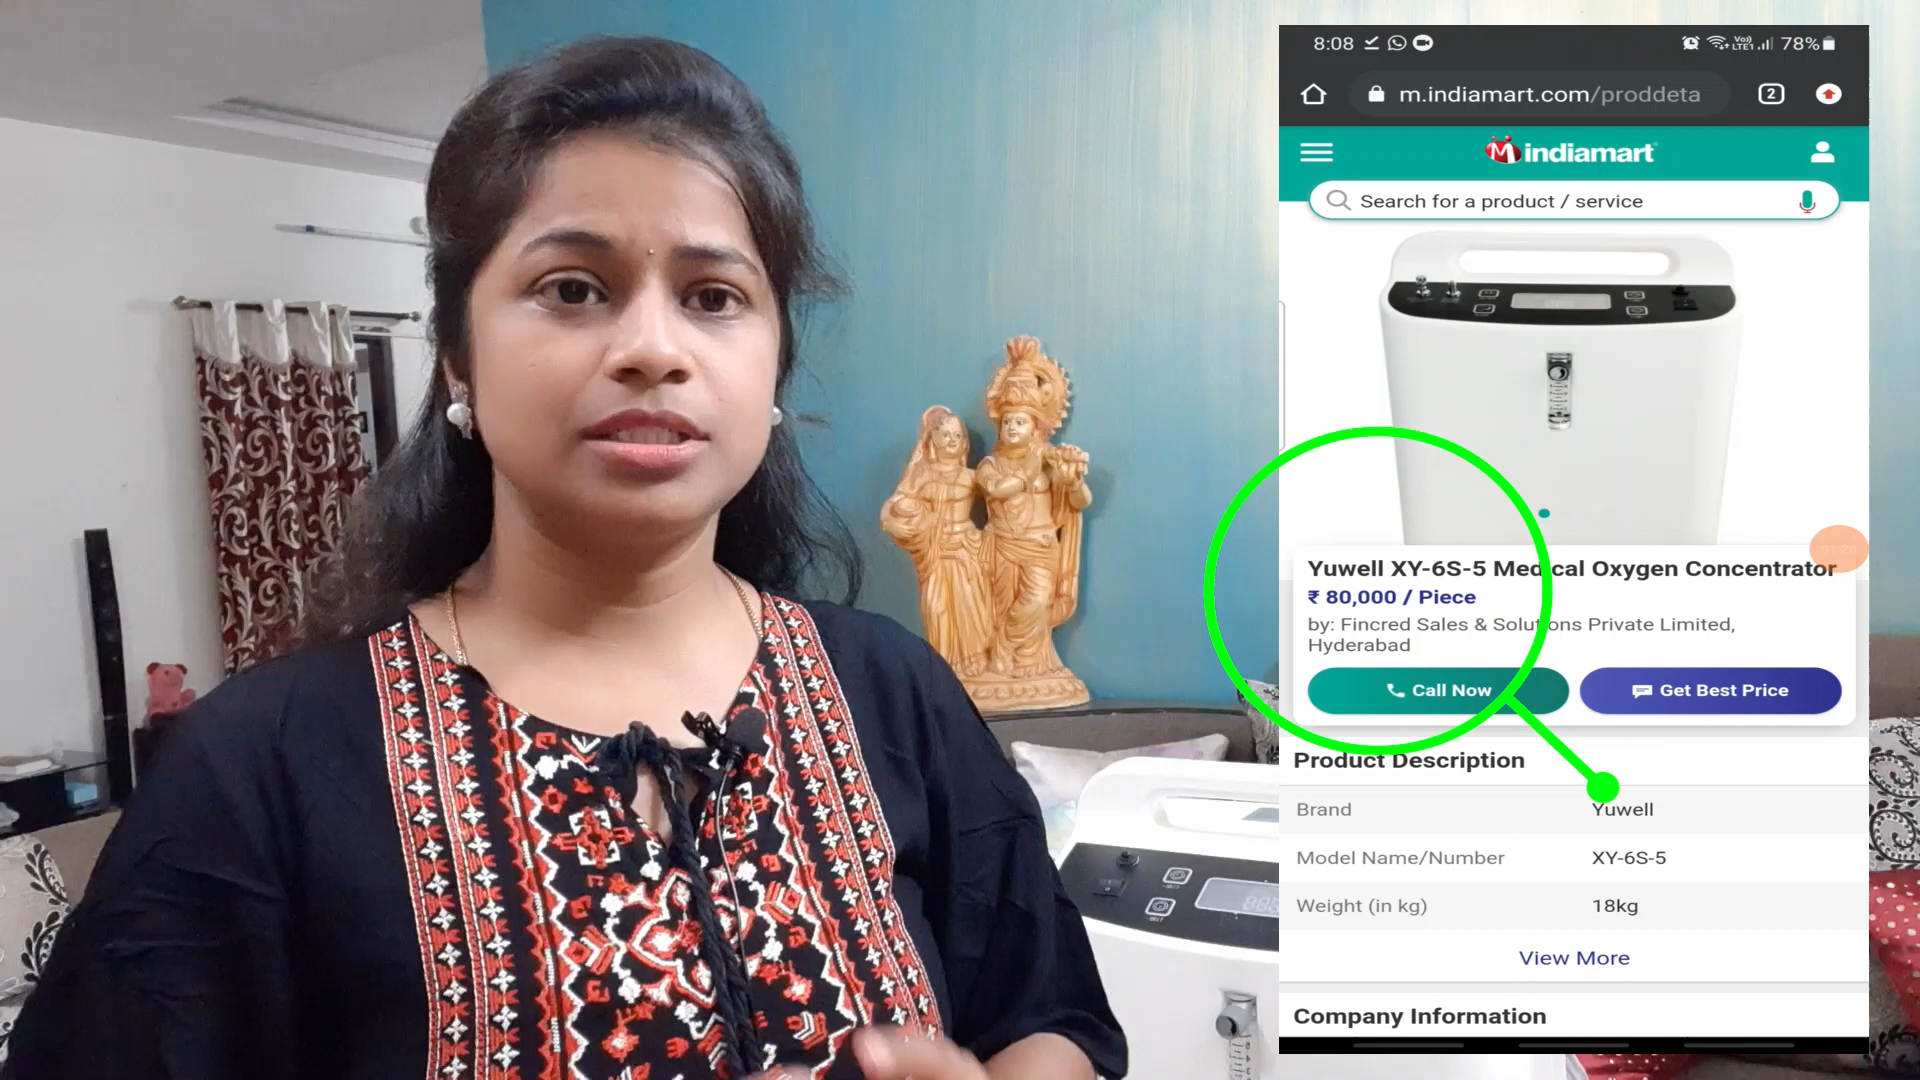 8:08
Vo))
LTE1
78%
m.indiamart.com/proddeta
2
indiamart
Search for a product / service
Yuwell XY-6S-5 Medical Oxygen Concentrator
₹ 80,000 / Piece
by: Fincred Sales & Solutions Private Limited,
Hyderabad
Call Now
Get Best Price
Product Description
Brand
Yuwell
Model Name/Number
XY-6S-5
Weight (in kg)
18kg
View More
Company Information